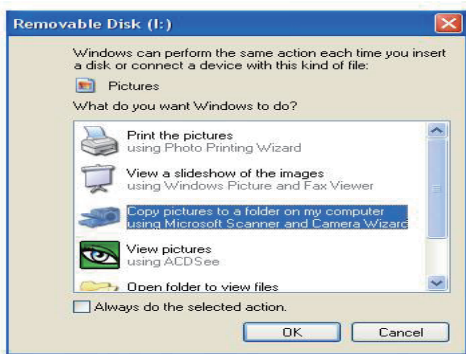 Removable Disk (I:)
Windows can perform the same action each time you insert
a disk or connect a device with this kind of file:
Pictures
What do you want Windows to do?
Print the pictures
using Photo Printing Wizard
View a slideshow of the images
using Windows Picture and Fax Viewer
Copy pictures to a folder on my computer
using Microsoft Scanner and Camera Wizard
View pictures
using ACDSee
Open folder to view files
Always do the selected action.
OK
Cancel